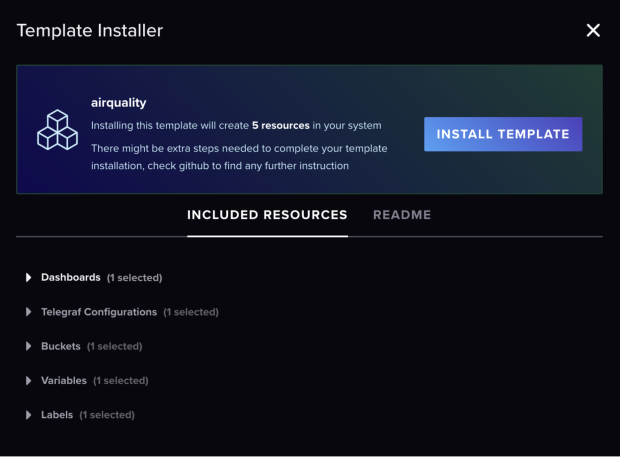 Template Installer
airquality
Installing this template will create 5 resources in your system
There might be extra steps needed to complete your template
installation, check github to find any further instruction
INSTALL TEMPLATE
INCLUDED RESOURCES README
Dashboards (1 selected)
Telegraf Configurations (1 selected)
Buckets (1 selected)
Variables (1 selected)
Labels (1 selected)